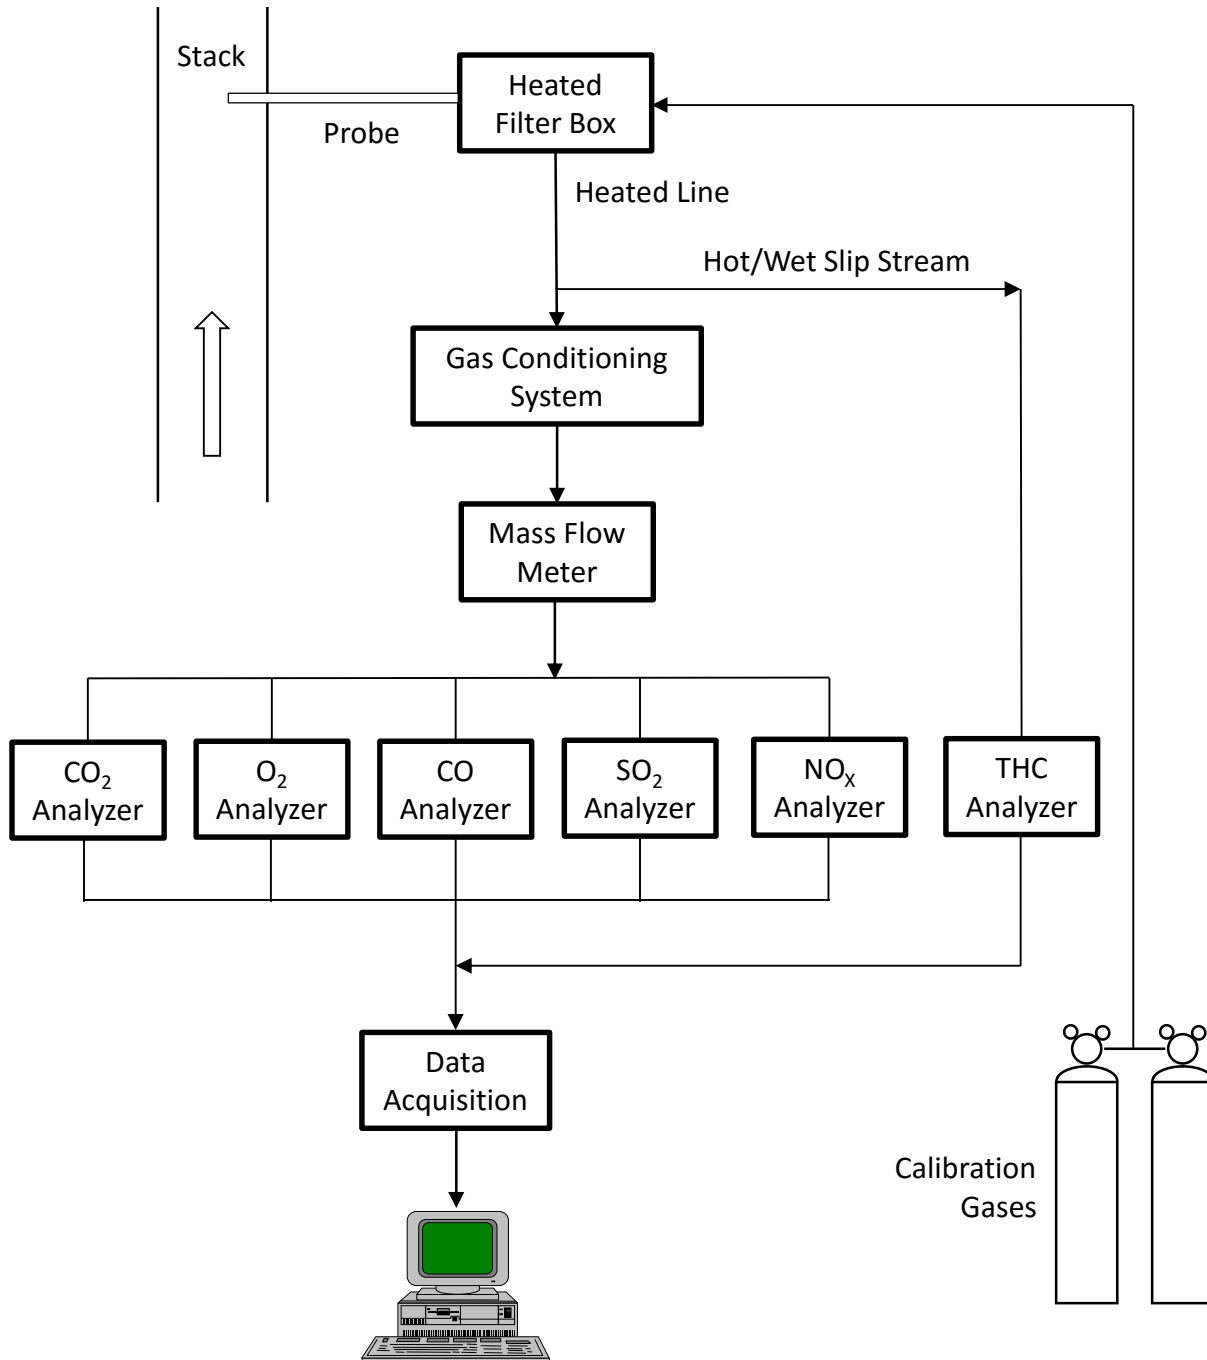 Stack
Heated
Filter Box
Probe
Heated Line
Hot/Wet Slip Stream
Gas Conditioning
System
Mass Flow
Meter
CO₂
Analyzer
O₂
Analyzer
CO
Analyzer
SO₂
Analyzer
NOₓ
Analyzer
THC
Analyzer
Data
Acquisition
Calibration
Gases